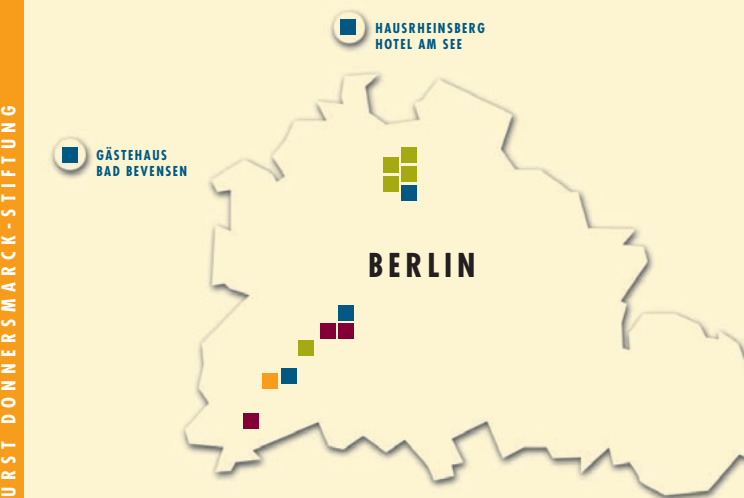 HAUSRHEINSBERG
HOTEL AM SEE
GÄSTEHAUS
BAD BEVENSEN
BERLIN
URST DONNERSMARCK-STIFTUNG